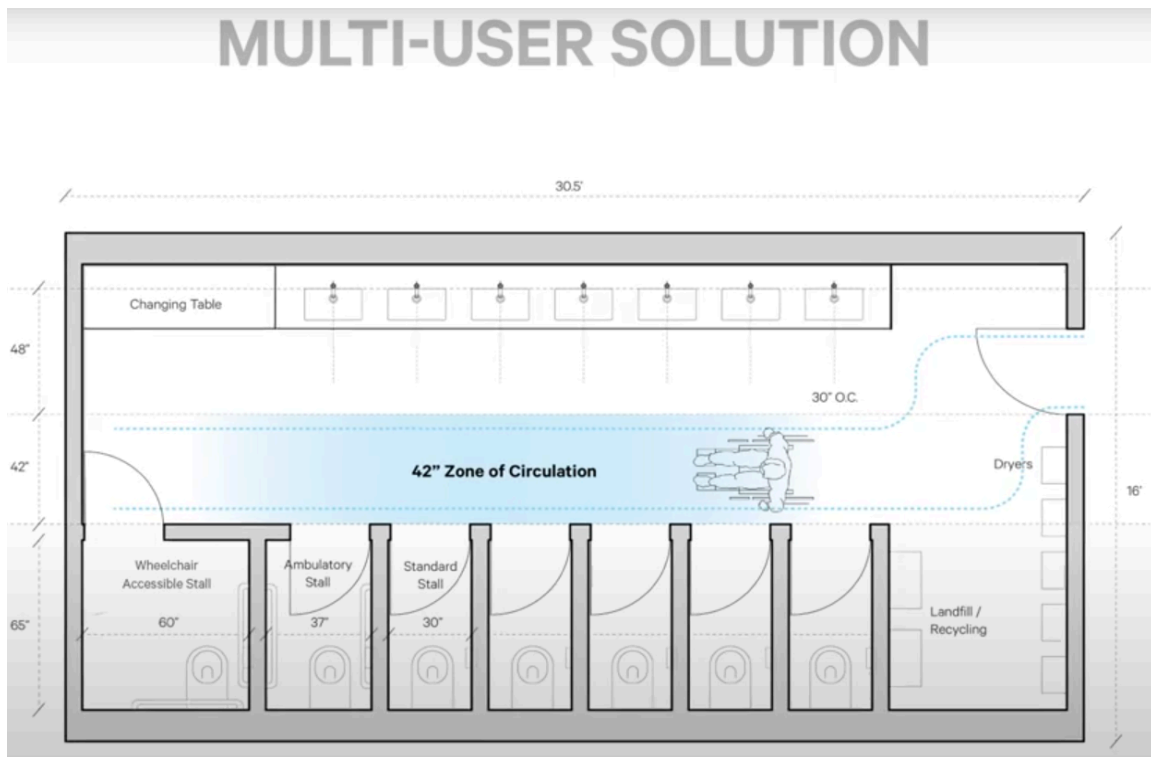 MULTI-USER SOLUTION
30.5'
Changing Table
48"
30" O.C.
42"
42” Zone of Circulation
Dryers
16'
Wheelchair
Accessible Stall
Ambulatory
Stall
Standard
Stall
65"
60"
37"
30"
Landfill /
Recycling